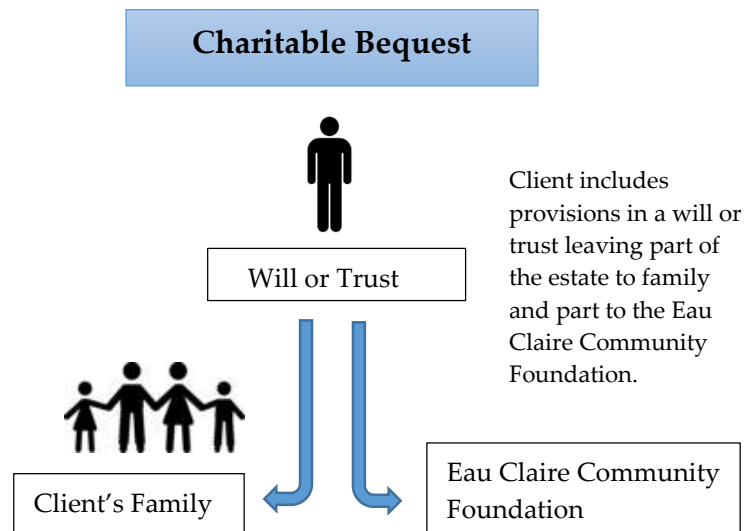 Charitable Bequest
Client includes
provisions in a will or
trust leaving part of
the estate to family
and part to the Eau
Claire Community
Foundation.
Will or Trust
Client’s Family
Eau Claire Community
Foundation